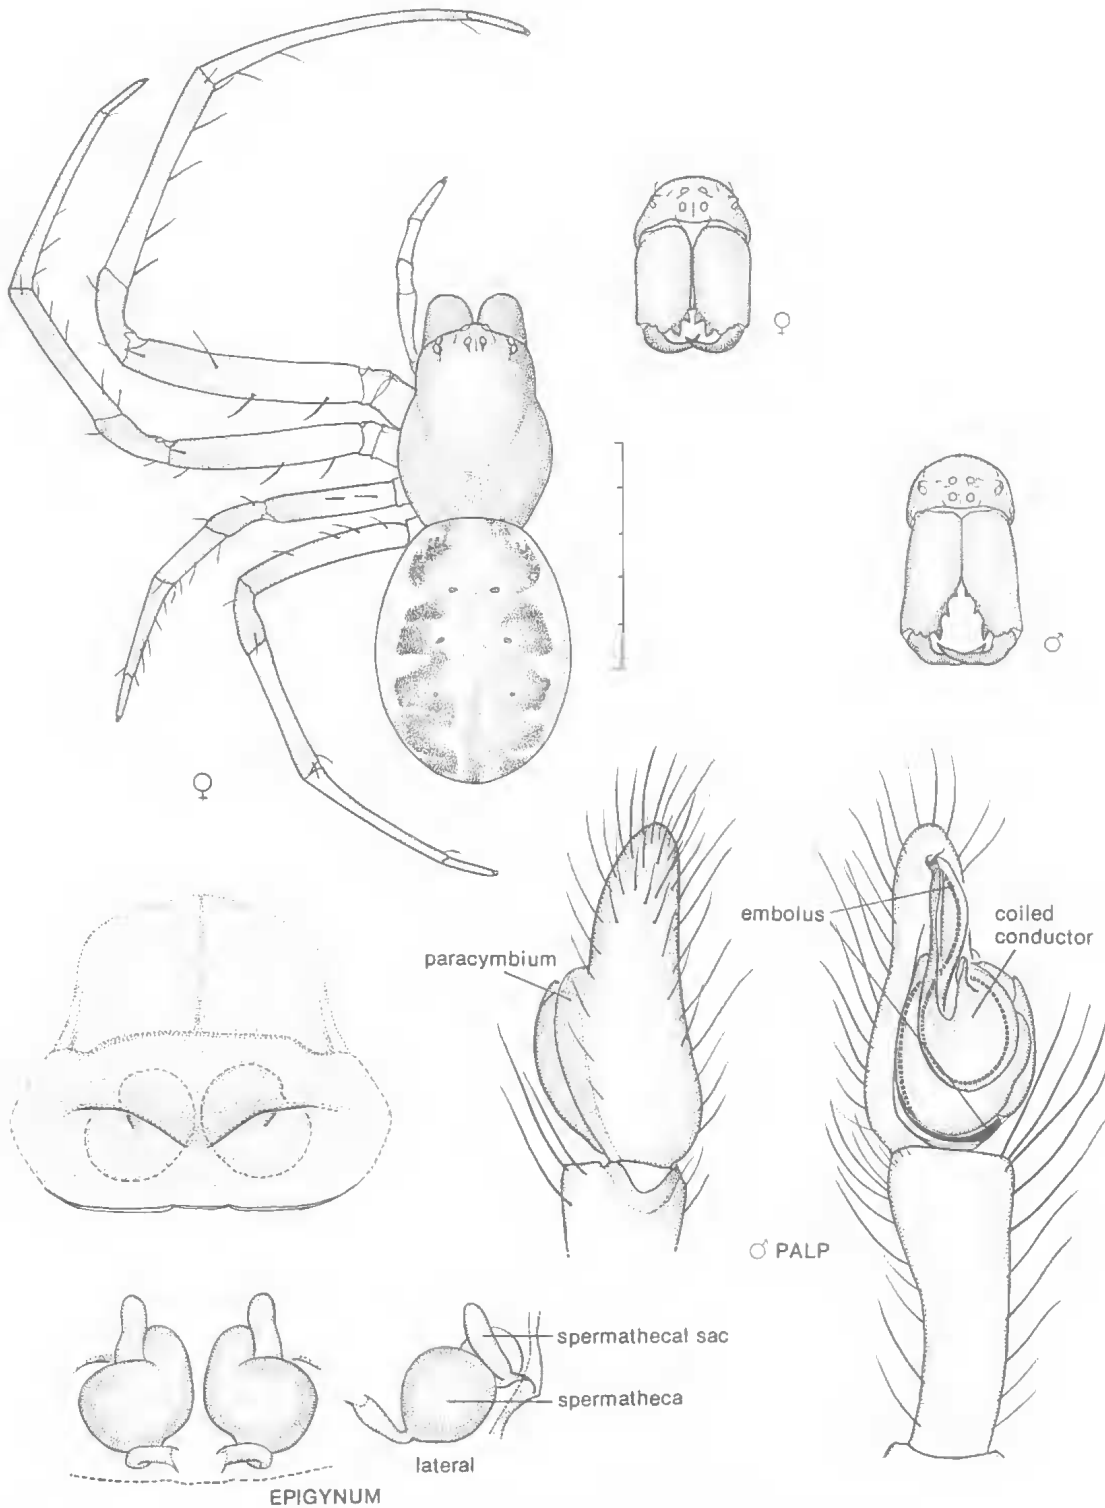 ♀
♂
♀
embolus
coiled
conductor
paracymbium
♂ PALP
spermathecal sac
spermatheca
lateral
EPIGYNUM